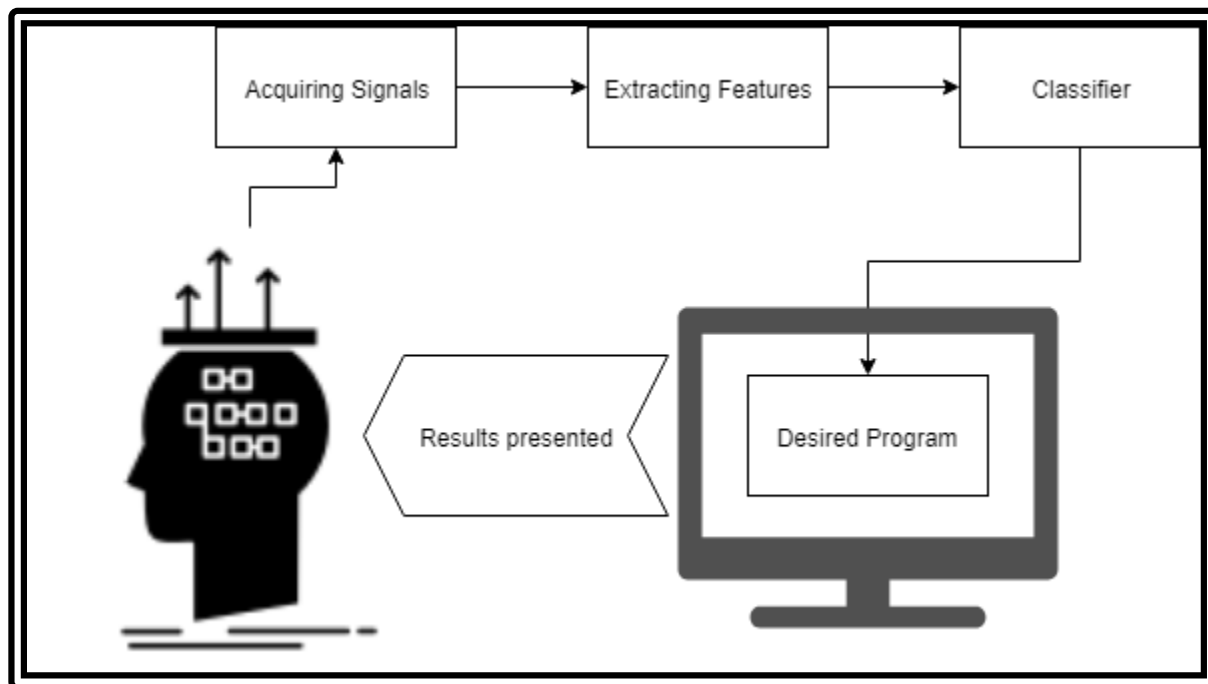 Acquiring Signals
Extracting Features
Classifier
Results presented
Desired Program